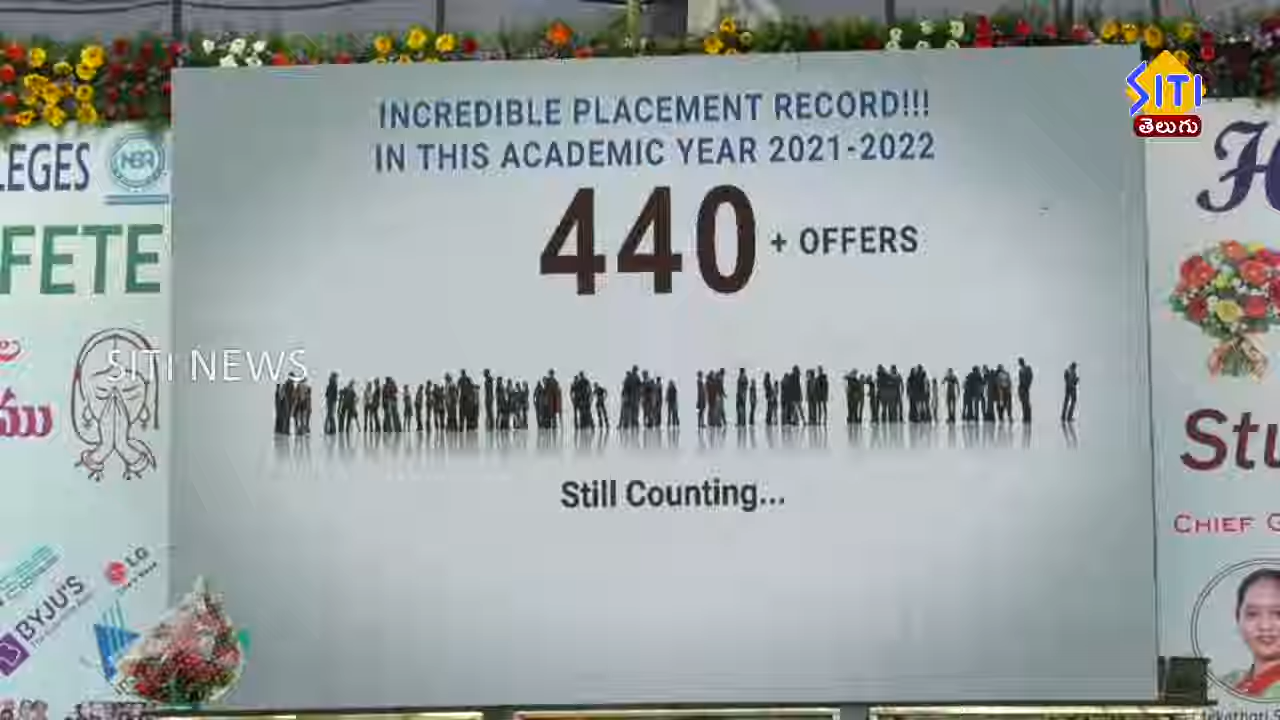 INCREDIBLE PLACEMENT RECORD!!!
IN THIS ACADEMIC YEAR 2021-2022
440 + OFFERS
Still Counting...
SITI
తెలుగు
SITI NEWS
LEGES
NBA
FETE
ల
ము
LG
BYJU'S
H
Stu
CHIEF G